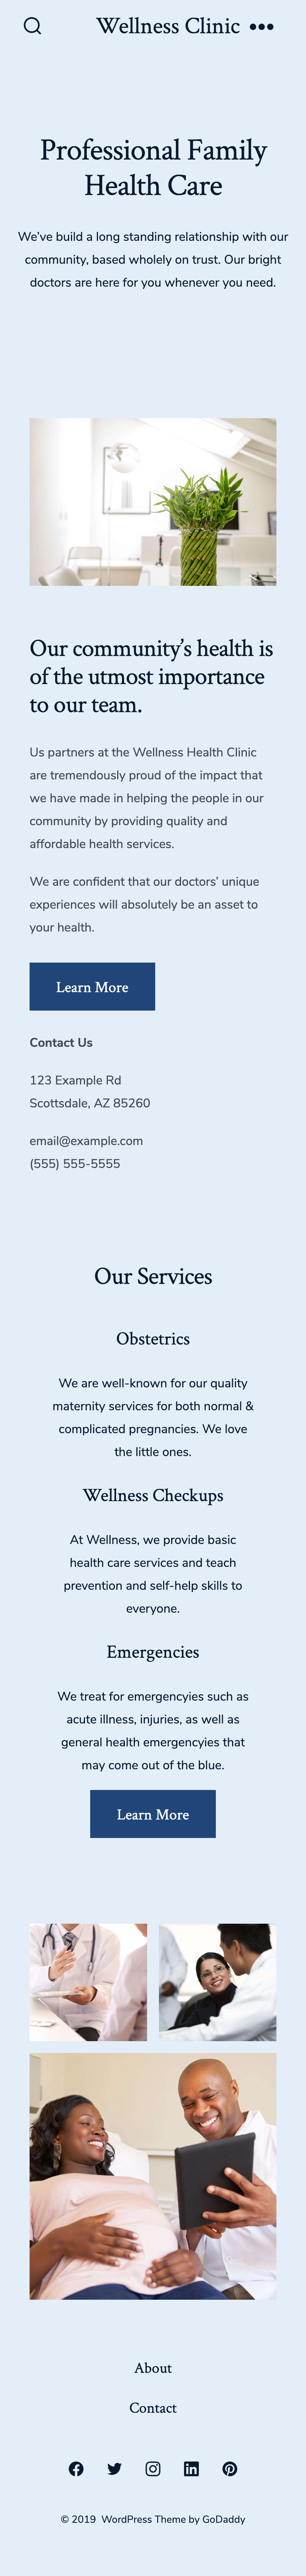 Wellness Clinic
Professional Family
Health Care
We've build a long standing relationship with our
community, based wholely on trust. Our bright
doctors are here for you whenever you need.
Our community's health is
of the utmost importance
to our team.
Us partners at the Wellness Health Clinic
are tremendously proud of the impact that
we have made in helping the people in our
community by providing quality and
affordable health services.
We are confident that our doctors' unique
experiences will absolutely be an asset to
your health.
Learn More
Contact Us
123 Example Rd
Scottsdale, AZ 85260
email@example.com
(555) 555-5555
Our Services
Obstetrics
We are well-known for our quality
maternity services for both normal &
complicated pregnancies. We love
the little ones.
Wellness Checkups
At Wellness, we provide basic
health care services and teach
prevention and self-help skills to
everyone.
Emergencies
We treat for emergencyies such as
acute illness, injuries, as well as
general health emergencyies that
may come out of the blue.
Learn More
About
Contact
© 2019 WordPress Theme by GoDaddy